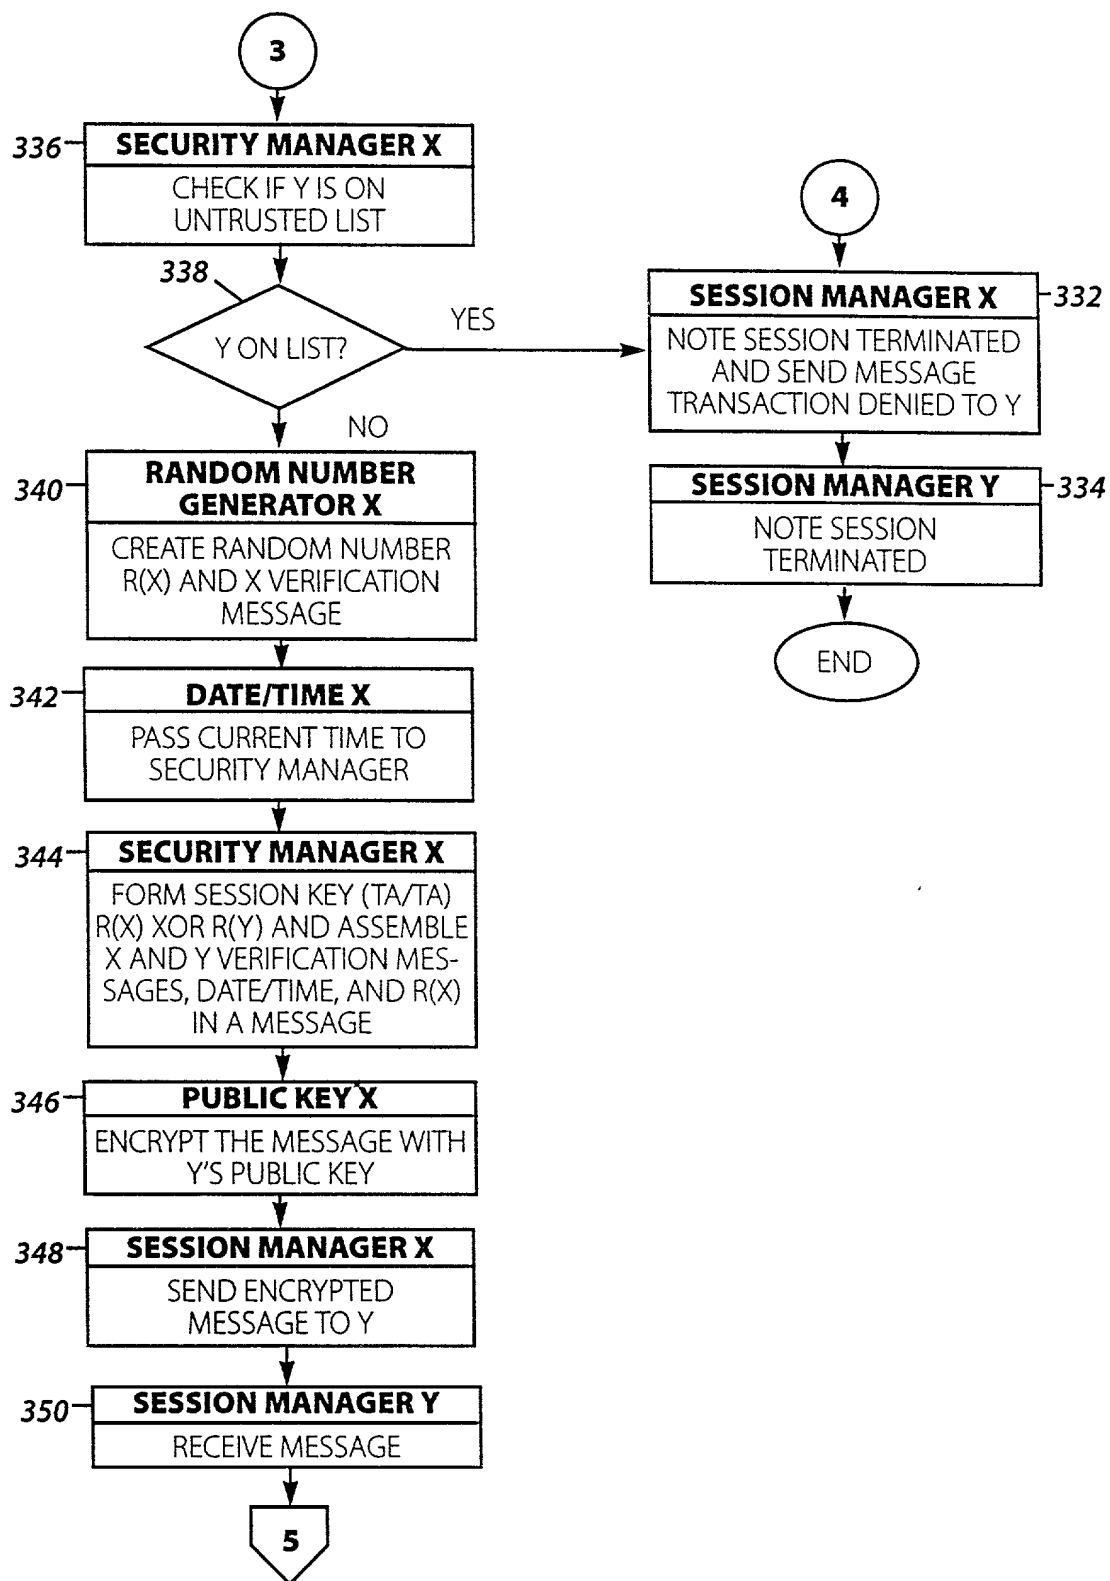 3
336
SECURITY MANAGER X
CHECK IF Y IS ON
UNTRUSTED LIST
338
Y ON LIST?
YES
NO
340
RANDOM NUMBER
GENERATOR X
CREATE RANDOM NUMBER
R(X) AND X VERIFICATION
MESSAGE
342
DATE/TIME X
PASS CURRENT TIME TO
SECURITY MANAGER
344
SECURITY MANAGER X
FORM SESSION KEY (TA/TA)
R(X) XOR R(Y) AND ASSEMBLE
X AND Y VERIFICATION MES-
SAGES, DATE/TIME, AND R(X)
IN A MESSAGE
346
PUBLIC KEY X
ENCRYPT THE MESSAGE WITH
Y'S PUBLIC KEY
348
SESSION MANAGER X
SEND ENCRYPTED
MESSAGE TO Y
350
SESSION MANAGER Y
RECEIVE MESSAGE
5
4
SESSION MANAGER X
332
NOTE SESSION TERMINATED
AND SEND MESSAGE
TRANSACTION DENIED TO Y
SESSION MANAGER Y
334
NOTE SESSION
TERMINATED
END